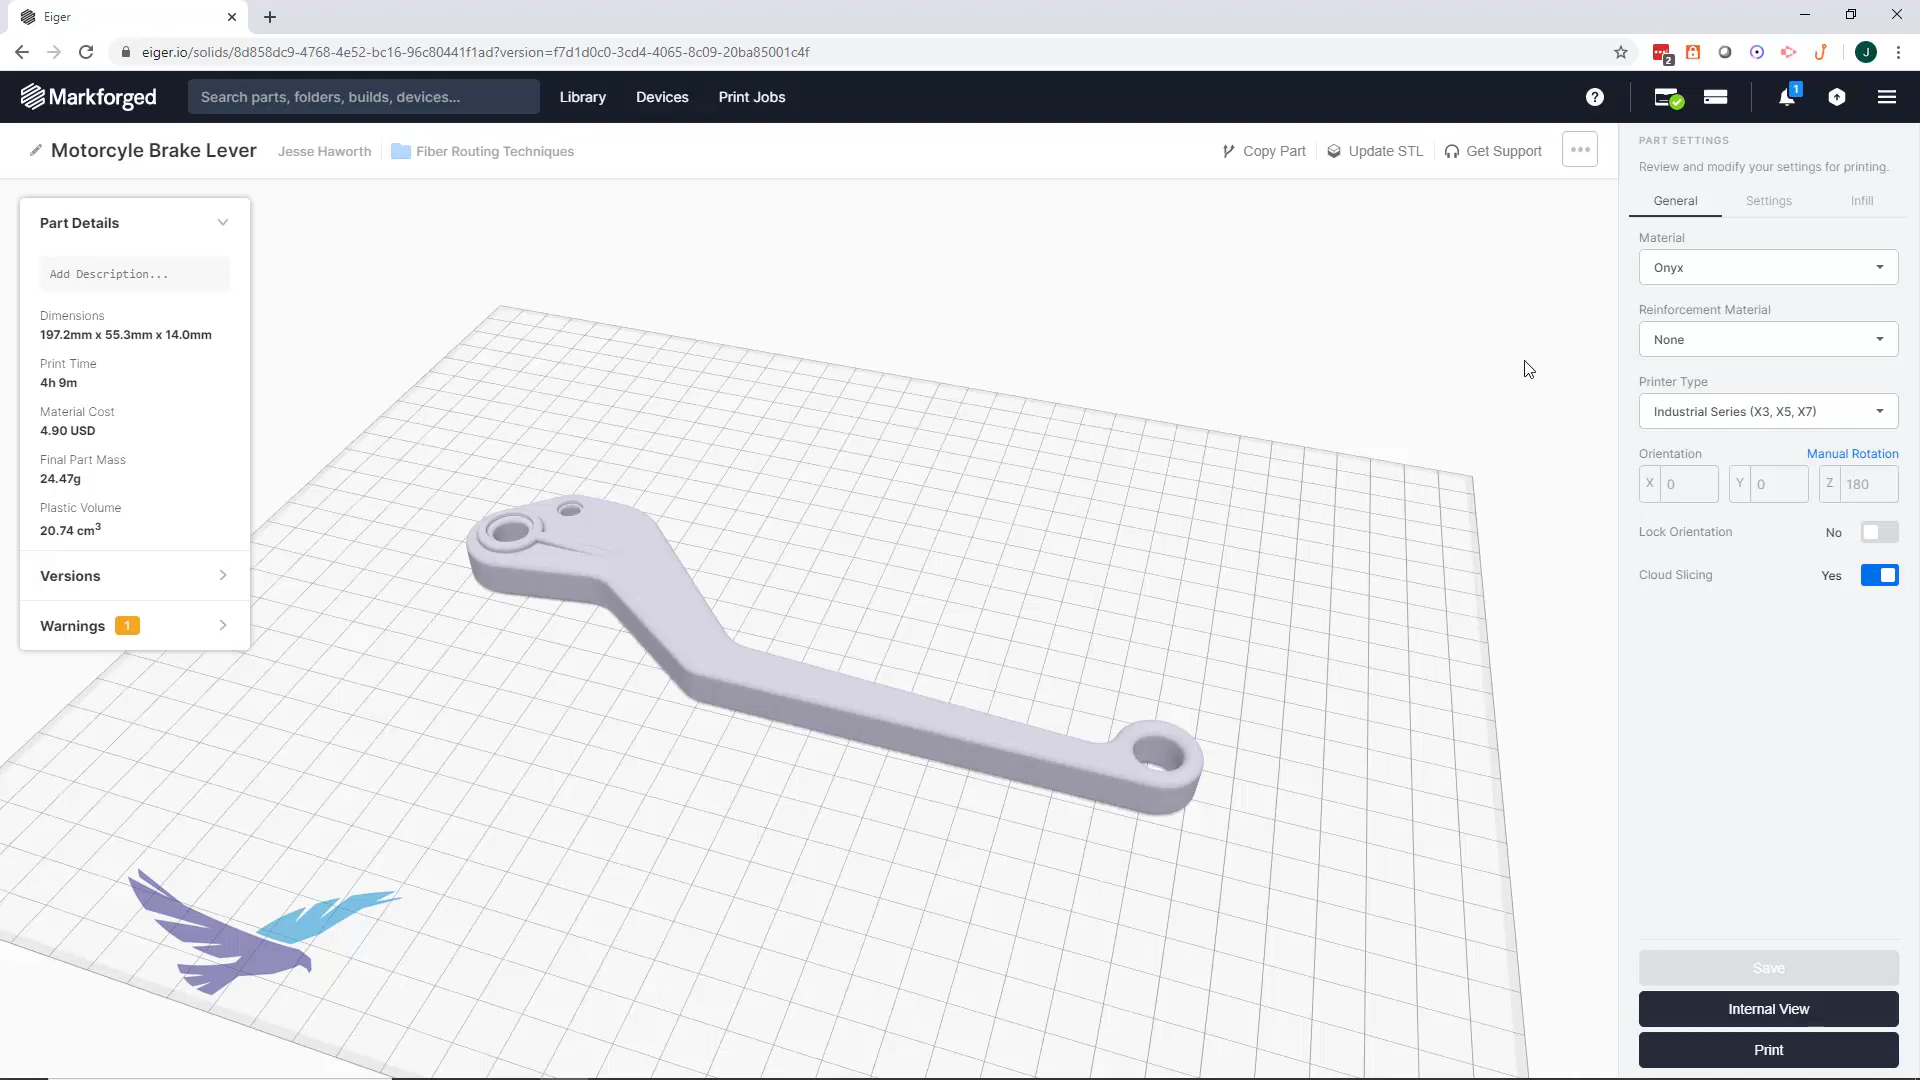 Eiger
eiger.io/solids/8d858dc9-4768-4e52-bc16-96c80441f1ad?version=f7d1d0c0-3cd4-4065-8c09-20ba85001c4f
2
J
Markforged
Search parts, folders, builds, devices...
Library
Devices
Print Jobs
?
1
Motorcyle Brake Lever
Jesse Haworth
Fiber Routing Techniques
Copy Part
Update STL
Get Support
Part Details
Add Description...
Dimensions
197.2mm x 55.3mm x 14.0mm
Print Time
4h 9m
Material Cost
4.90 USD
Final Part Mass
24.47g
Plastic Volume
20.74 cm³
Versions
Warnings 1
PART SETTINGS
Review and modify your settings for printing.
General
Settings
Infill
Material
Onyx
Reinforcement Material
None
Printer Type
Industrial Series (X3, X5, X7)
Orientation
Manual Rotation
X 0
Y 0
Z 180
Lock Orientation
No
Cloud Slicing
Yes
Save
Internal View
Print